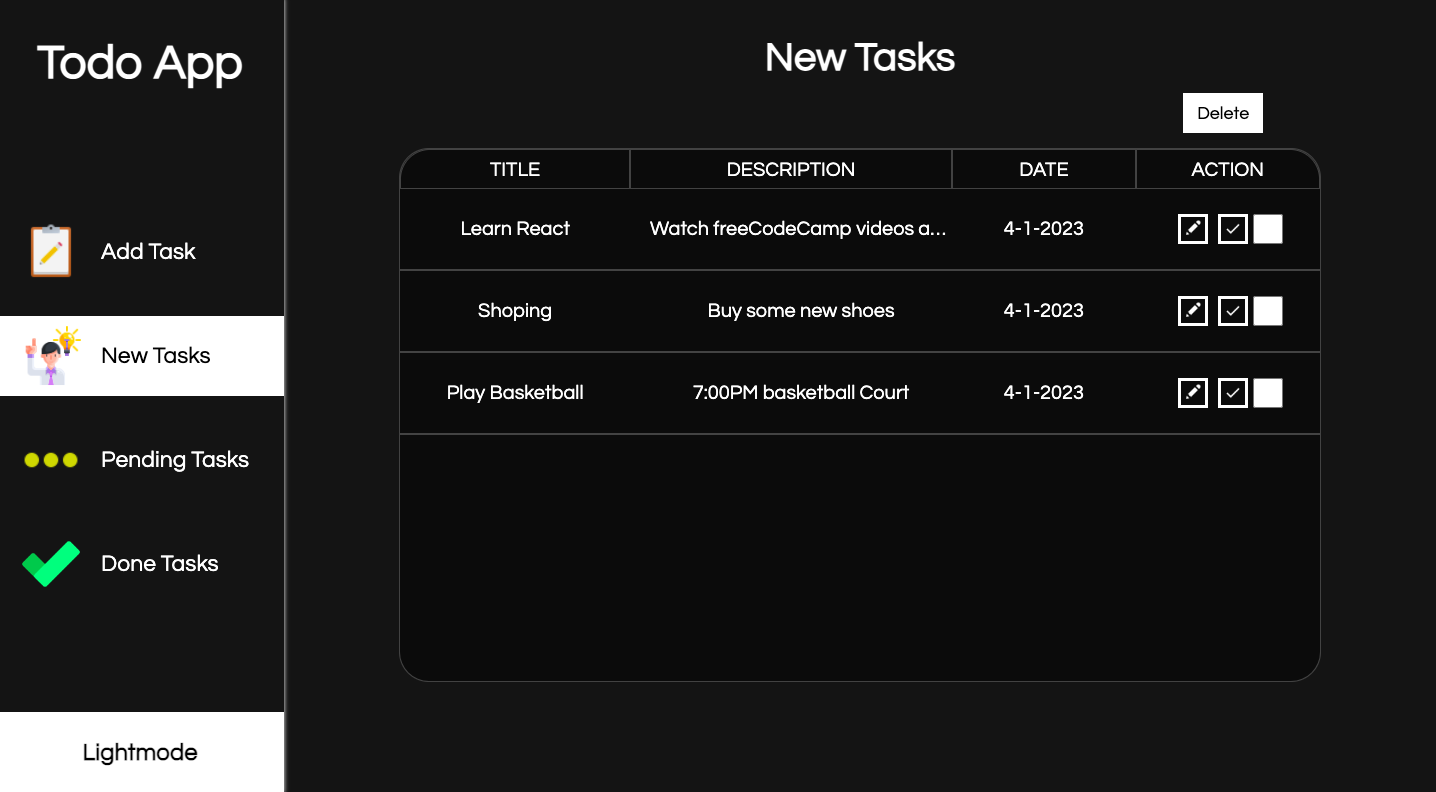 Todo App
Add Task
New Tasks
Pending Tasks
Done Tasks
Lightmode
New Tasks
Delete
TITLE DESCRIPTION DATE ACTION
Learn React Watch freeCodeCamp videos a... 4-1-2023
Shoping Buy some new shoes 4-1-2023
Play Basketball 7:00PM basketball Court 4-1-2023